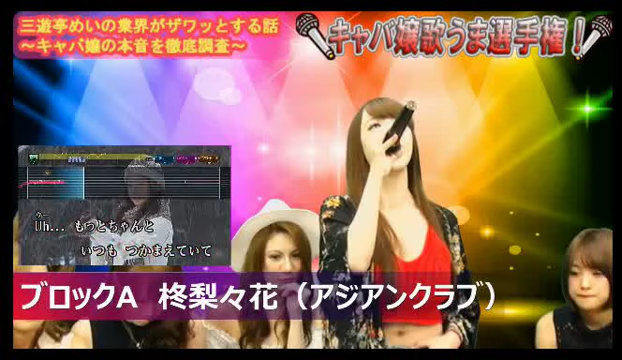 三遊亭めいの業界がザワッとする話
~キャバ嬢の本音を徹底調査~
キャバ嬢歌うま選手権!
Uh... もっとちゃんと
いつも つかまえていて
ブロックA 柊梨々花(アジアンクラブ)